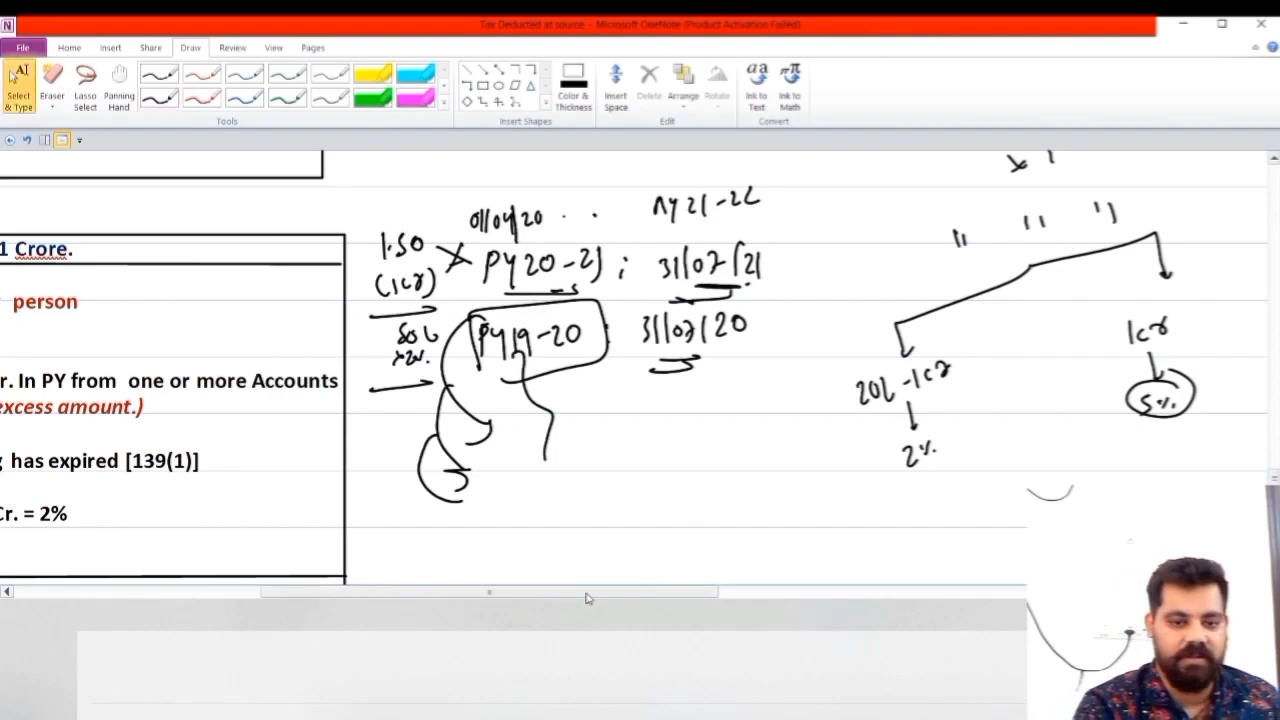 Tax Deducted at source - Microsoft OneNote (Product Activation Failed)
File Home Insert Share Draw Review View Pages
Select & Type
Eraser
Lasso Select
Panning Hand
Color & Thickness
Insert Space
Delete
Arrange
Rotate
Ink to Text
Ink to Math
Tools
Insert Shapes
Edit
Convert
1 Crore.
person
r. In PY from one or more Accounts
excess amount.)
g has expired [139(1)]
Cr. = 2%
01/04/20 . .
AY 21-22
1.50
(1cr)
PY 20-21 ; 31/07/21
50L
×2%
PY 19-20 31/07/20
" " "
20L - 1cr
2%
1cr
5%